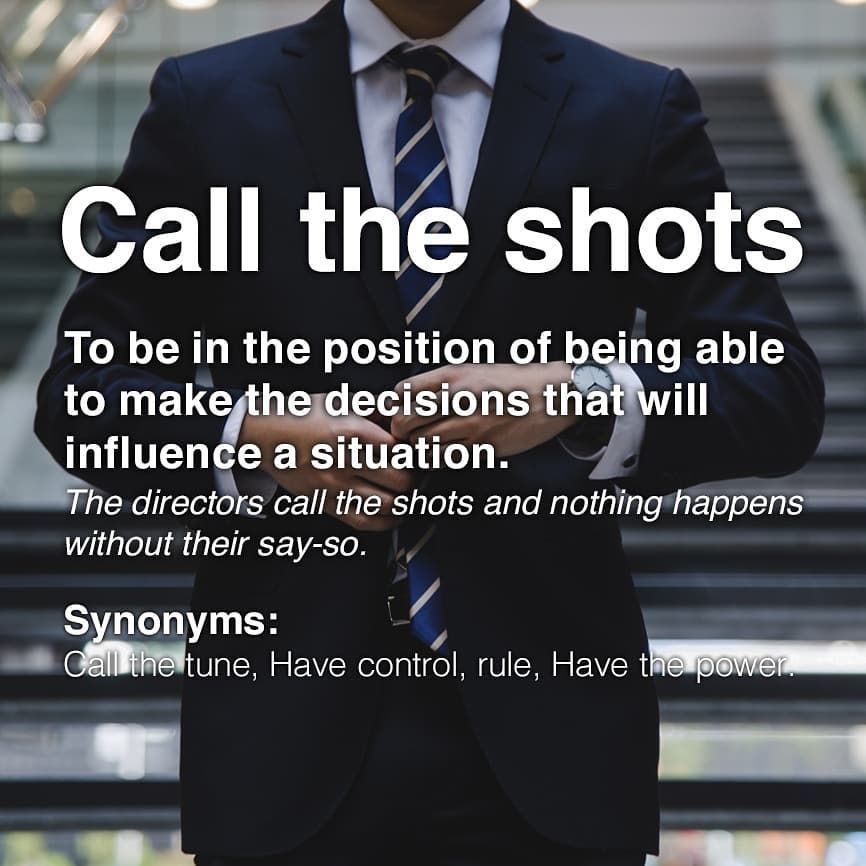 Call the shots
To be in the position of being able
to make the decisions that will
influence a situation.
The directors call the shots and nothing happens
without their say-so.
Synonyms:
Call the tune, Have control, rule, Have the power.